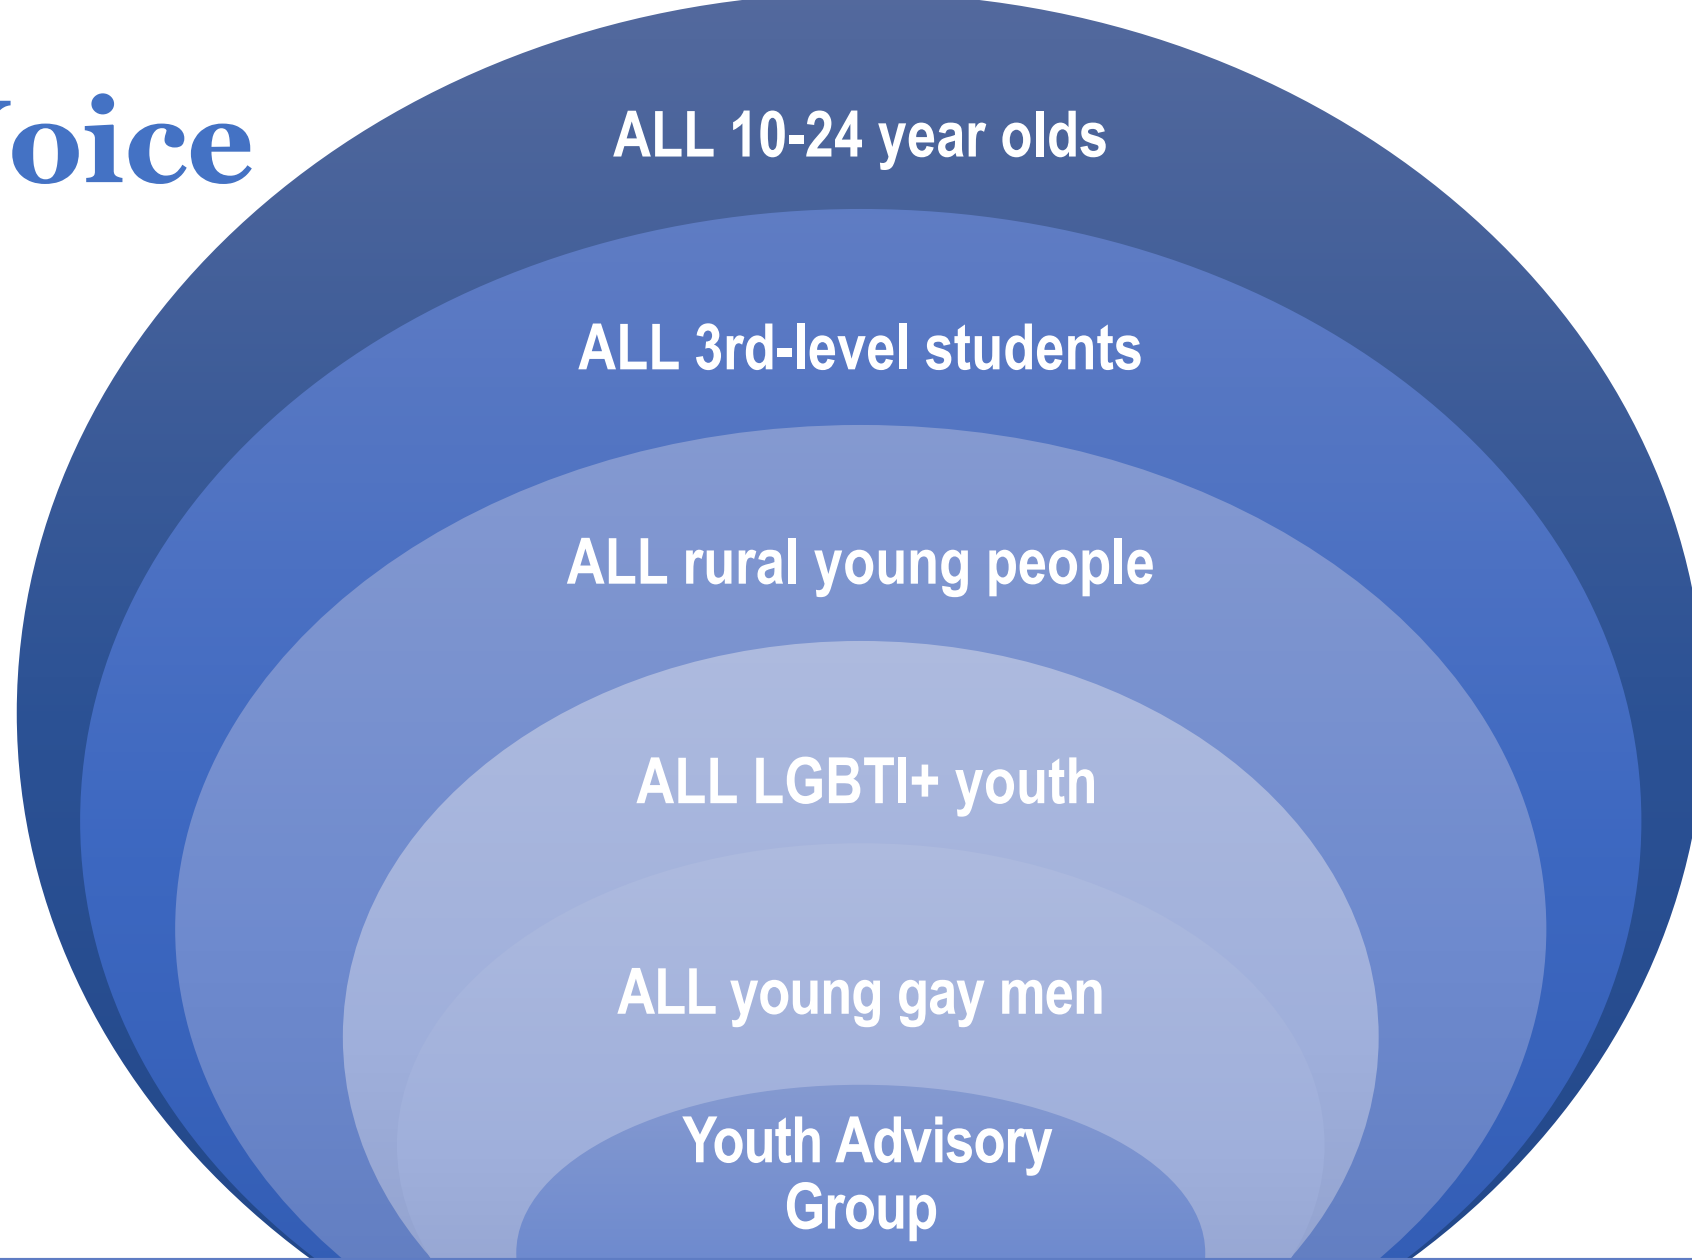 Voice
ALL 10-24 year olds
ALL 3rd-level students
ALL rural young people
ALL LGBTI+ youth
ALL young gay men
Youth Advisory
Group